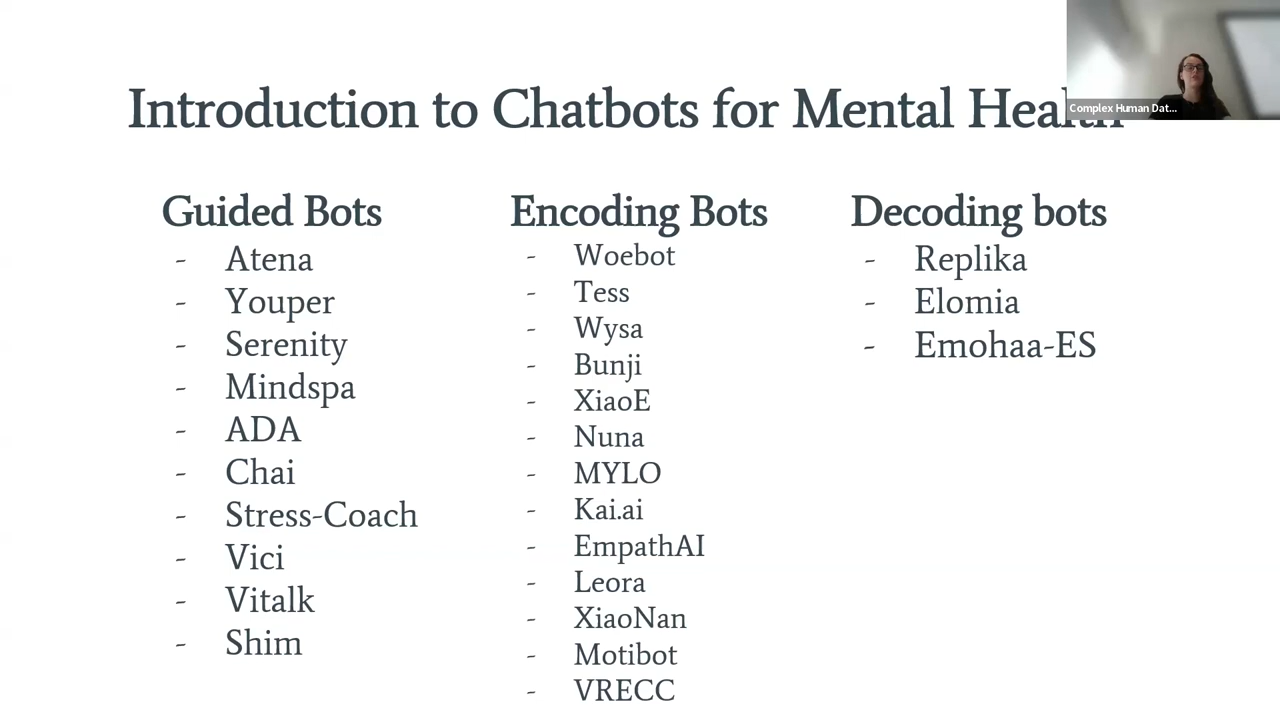 Introduction to Chatbots for Mental Health
Complex Human Dat...
Guided Bots
- Atena
- Youper
- Serenity
- Mindspa
- ADA
- Chai
- Stress-Coach
- Vici
- Vitalk
- Shim
Encoding Bots
- Woebot
- Tess
- Wysa
- Bunji
- XiaoE
- Nuna
- MYLO
- Kai.ai
- EmpathAI
- Leora
- XiaoNan
- Motibot
- VRECC
Decoding bots
- Replika
- Elomia
- Emohaa-ES